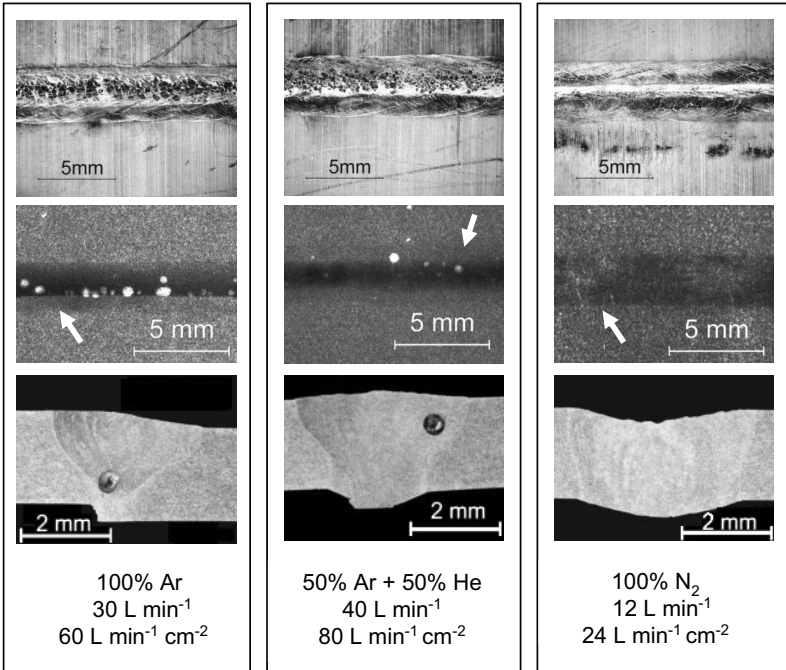 5mm
5 mm
2 mm
100% Ar
30 L min⁻¹
60 L min⁻¹ cm⁻²
5mm
5 mm
2 mm
50% Ar + 50% He
40 L min⁻¹
80 L min⁻¹ cm⁻²
5mm
5 mm
2 mm
100% N₂
12 L min⁻¹
24 L min⁻¹ cm⁻²